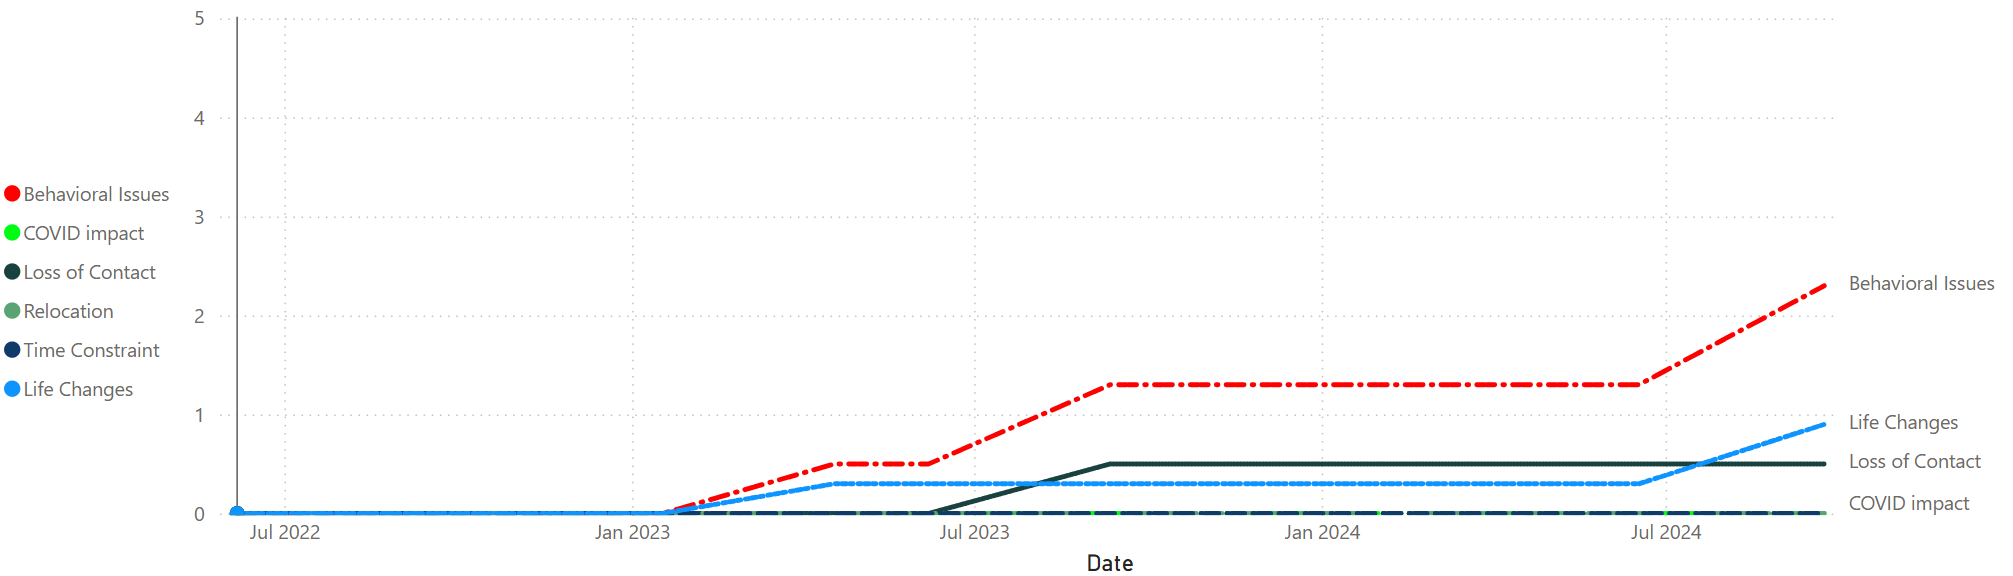 5
4
3
2
1
0
Behavioral Issues
COVID impact
Loss of Contact
Relocation
Time Constraint
Life Changes
Behavioral Issues
Life Changes
Loss of Contact
COVID impact
Jul 2022
Jan 2023
Jul 2023
Jan 2024
Jul 2024
Date